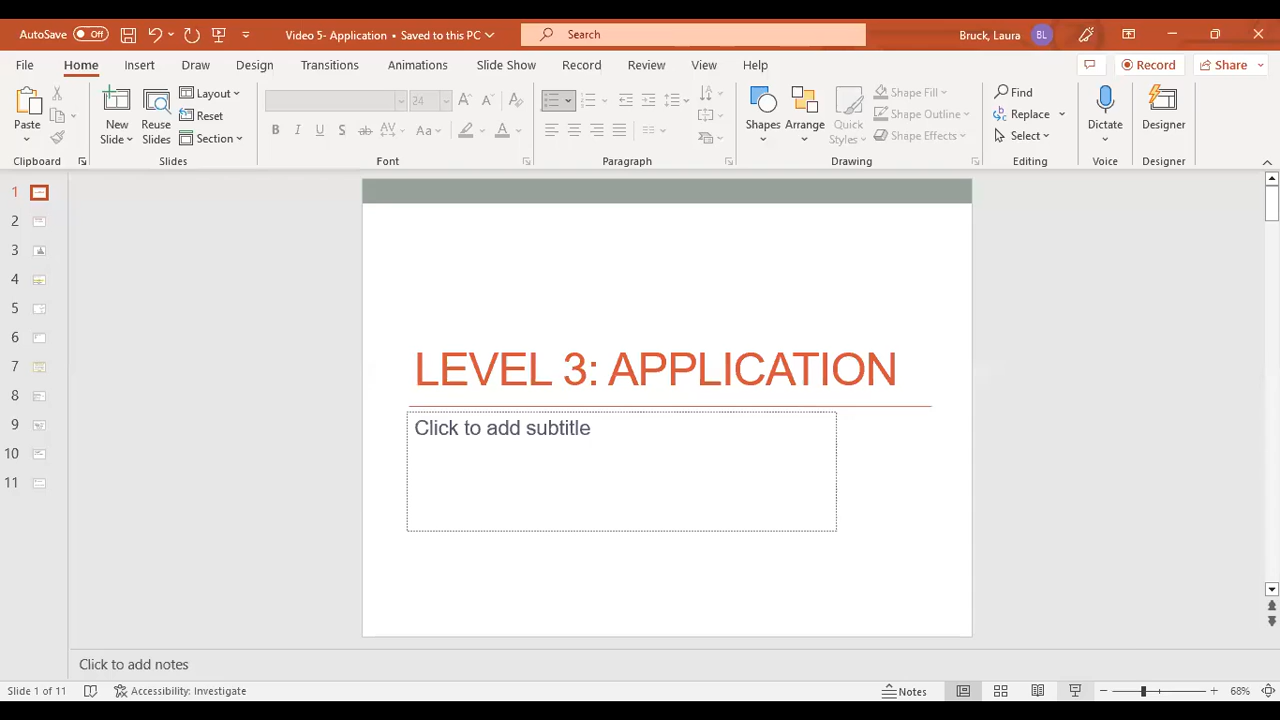 AutoSave Off Video 5- Application • Saved to this PC Search Bruck, Laura BL
File Home Insert Draw Design Transitions Animations Slide Show Record Review View Help Record Share
Paste New Slide Reuse Slides Layout Reset Section 24 Shapes Arrange Quick Styles Shape Fill Shape Outline Shape Effects Find Replace Select Dictate Designer
Clipboard Slides Font Paragraph Drawing Editing Voice Designer
1
2
3
4
5
6
7
8
9
10
11
LEVEL 3: APPLICATION
Click to add subtitle
Click to add notes
Slide 1 of 11 Accessibility: Investigate Notes 68%